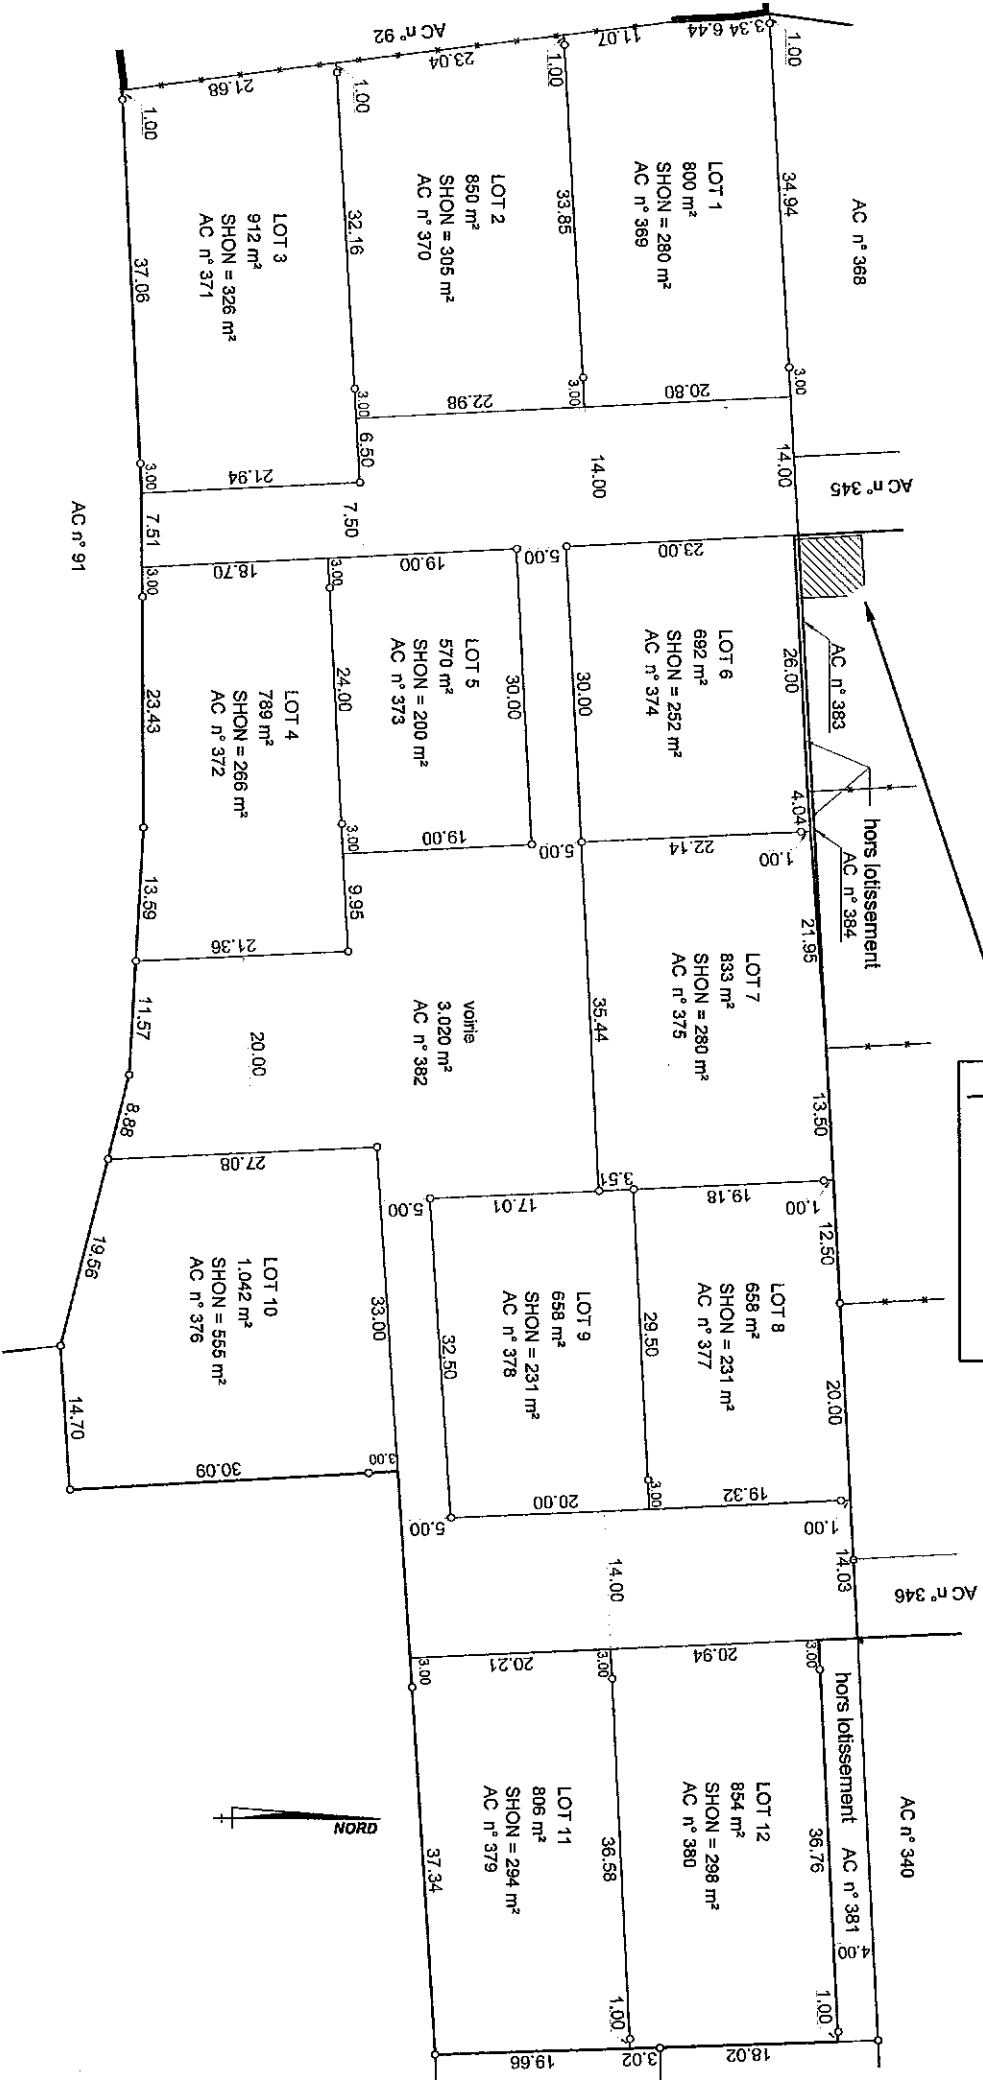 AC n° 92
3.34
6.44
11.07
23.04
21.68
1.00
1.00
1.00
1.00
AC n° 368
34.94
LOT 1
800 m²
SHON = 280 m²
AC n° 369
33.85
LOT 2
850 m²
SHON = 305 m²
AC n° 370
32.16
LOT 3
912 m²
SHON = 326 m²
AC n° 371
37.06
3.00
20.80
3.00
22.98
3.00
6.50
21.94
3.00
14.00
AC n° 345
14.00
7.50
7.51
AC n° 91
23.00
5.00
19.00
3.00
18.70
3.00
AC n° 383
26.00
LOT 6
692 m²
SHON = 252 m²
AC n° 374
30.00
30.00
LOT 5
570 m²
SHON = 200 m²
AC n° 373
24.00
LOT 4
789 m²
SHON = 266 m²
AC n° 372
23.43
4.04
1.00
22.14
5.00
19.00
3.00
9.95
13.59
21.36
hors lotissement
AC n° 384
21.95
LOT 7
833 m²
SHON = 280 m²
AC n° 375
35.44
voirie
3.020 m²
AC n° 382
20.00
11.57
8.88
13.50
1.00
19.18
3.51
17.01
5.00
27.08
12.50
LOT 8
658 m²
SHON = 231 m²
AC n° 377
29.50
LOT 9
658 m²
SHON = 231 m²
AC n° 378
32.50
33.00
LOT 10
1.042 m²
SHON = 555 m²
AC n° 376
19.56
14.70
20.00
1.00
19.32
3.00
20.00
5.00
3.00
30.09
14.03
AC n° 346
14.00
3.00
20.94
3.00
20.21
3.00
hors lotissement AC n° 381
4.00
AC n° 340
36.76
LOT 12
854 m²
SHON = 298 m²
AC n° 380
36.58
LOT 11
806 m²
SHON = 294 m²
AC n° 379
37.34
NORD
1.00
18.02
1.00
3.02
19.66